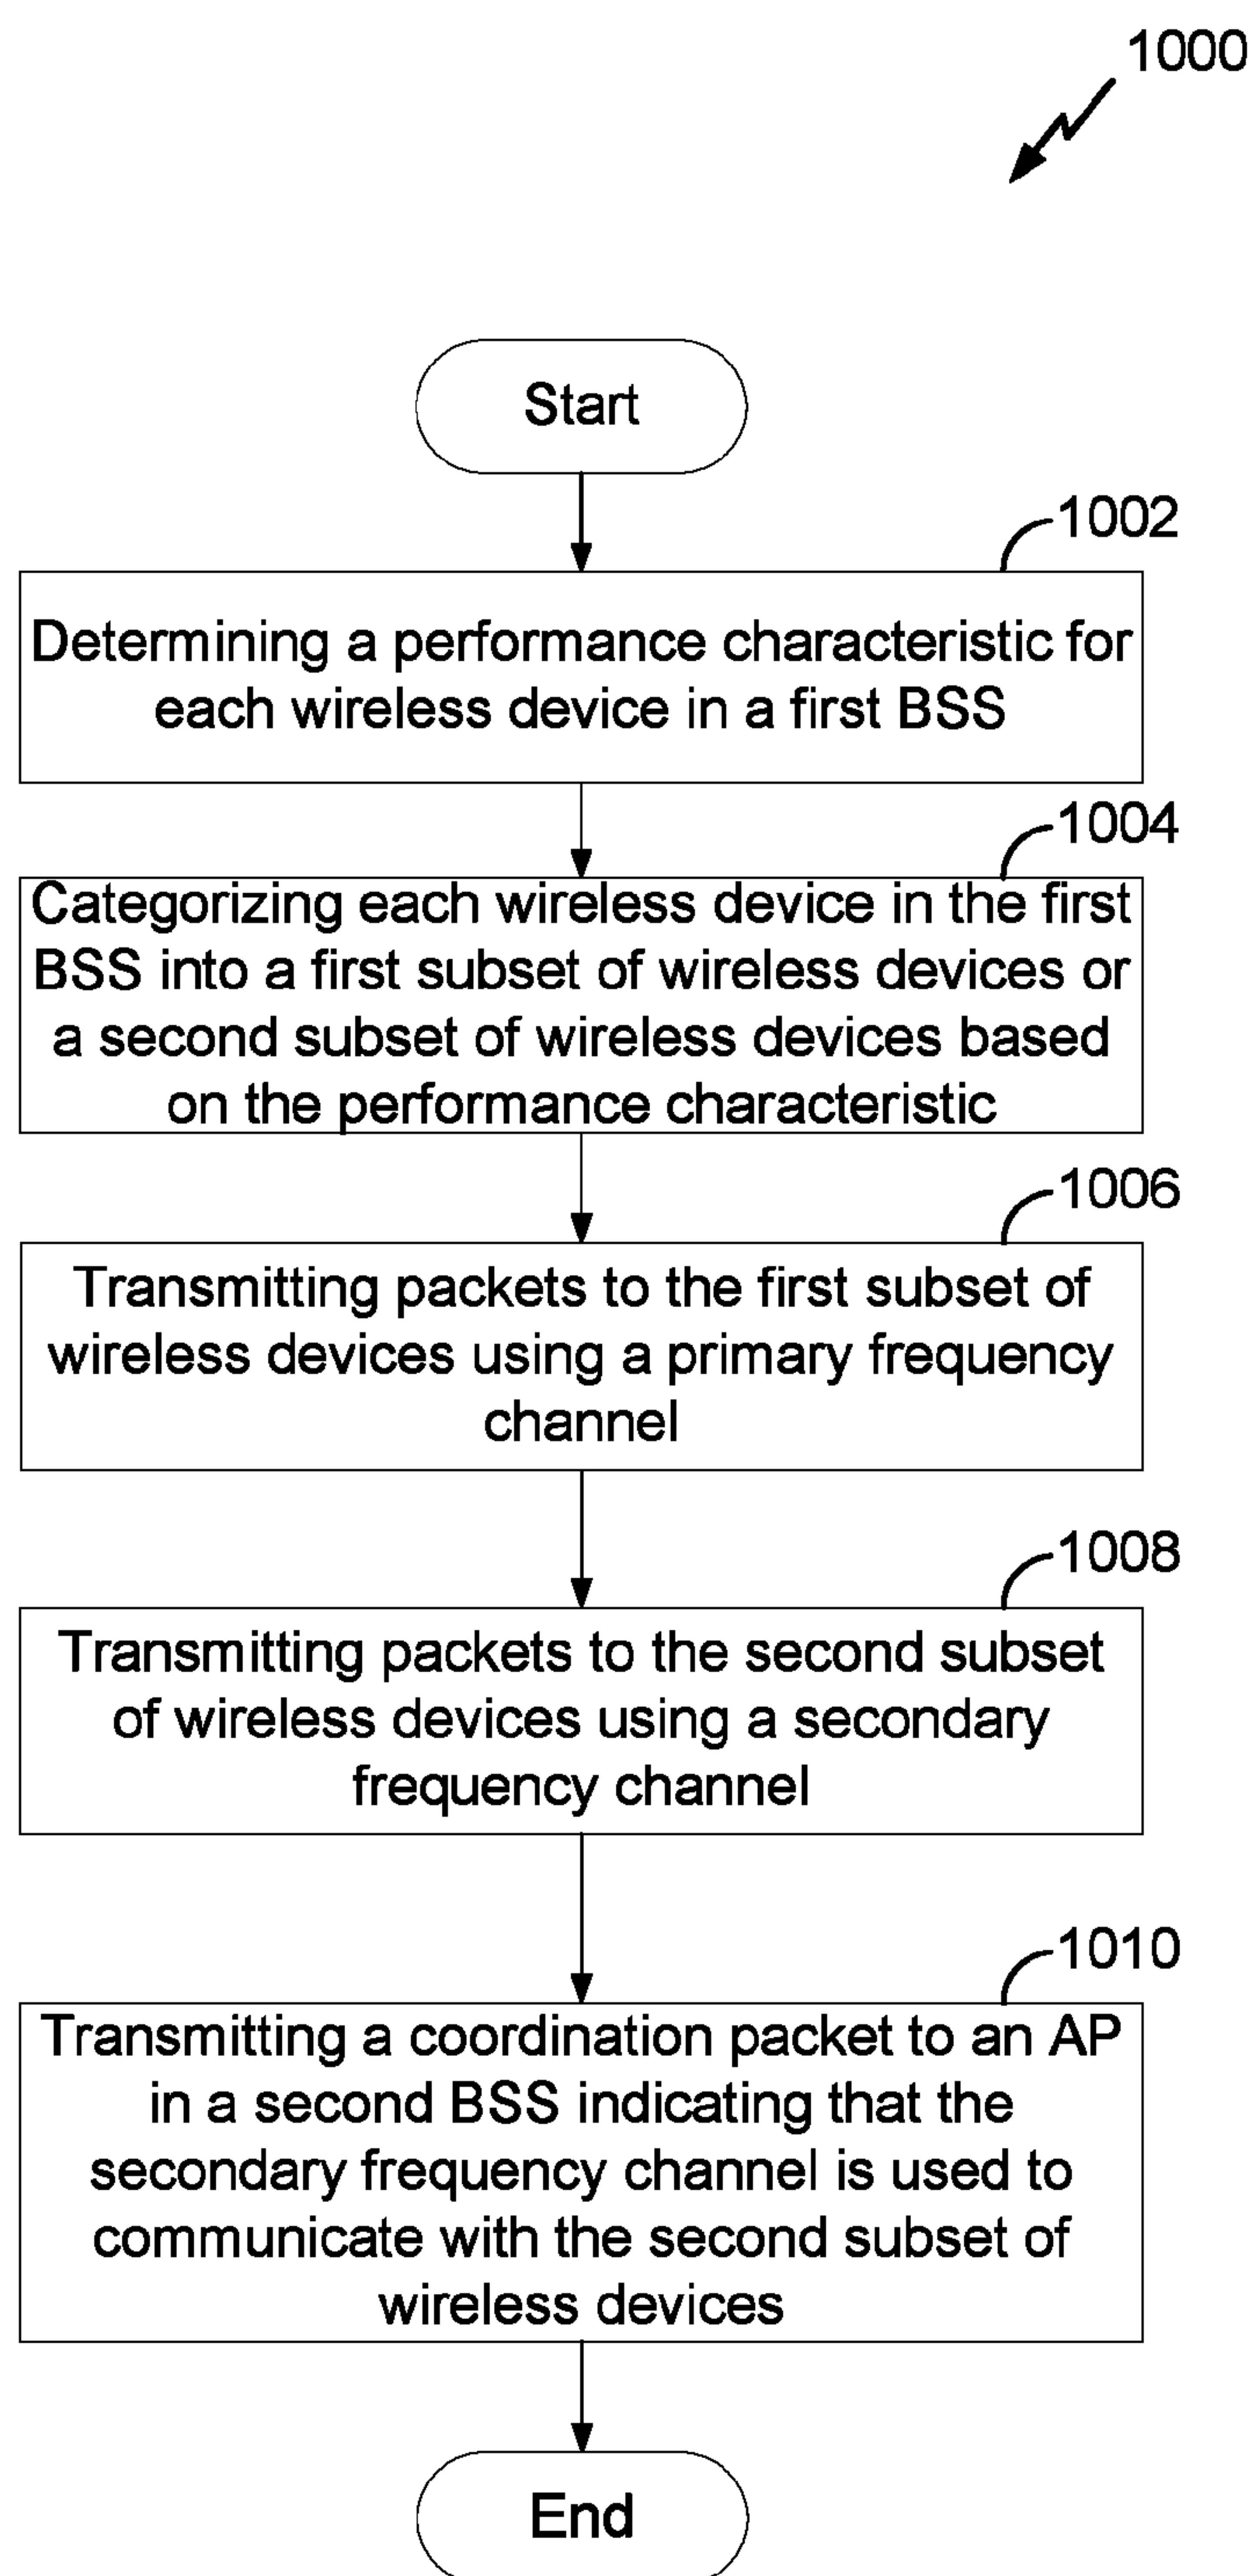 1000
Start
1002
Determining a performance characteristic for
each wireless device in a first BSS
1004
Categorizing each wireless device in the first
BSS into a first subset of wireless devices or
a second subset of wireless devices based
on the performance characteristic
1006
Transmitting packets to the first subset of
wireless devices using a primary frequency
channel
1008
Transmitting packets to the second subset
of wireless devices using a secondary
frequency channel
1010
Transmitting a coordination packet to an AP
in a second BSS indicating that the
secondary frequency channel is used to
communicate with the second subset of
wireless devices
End